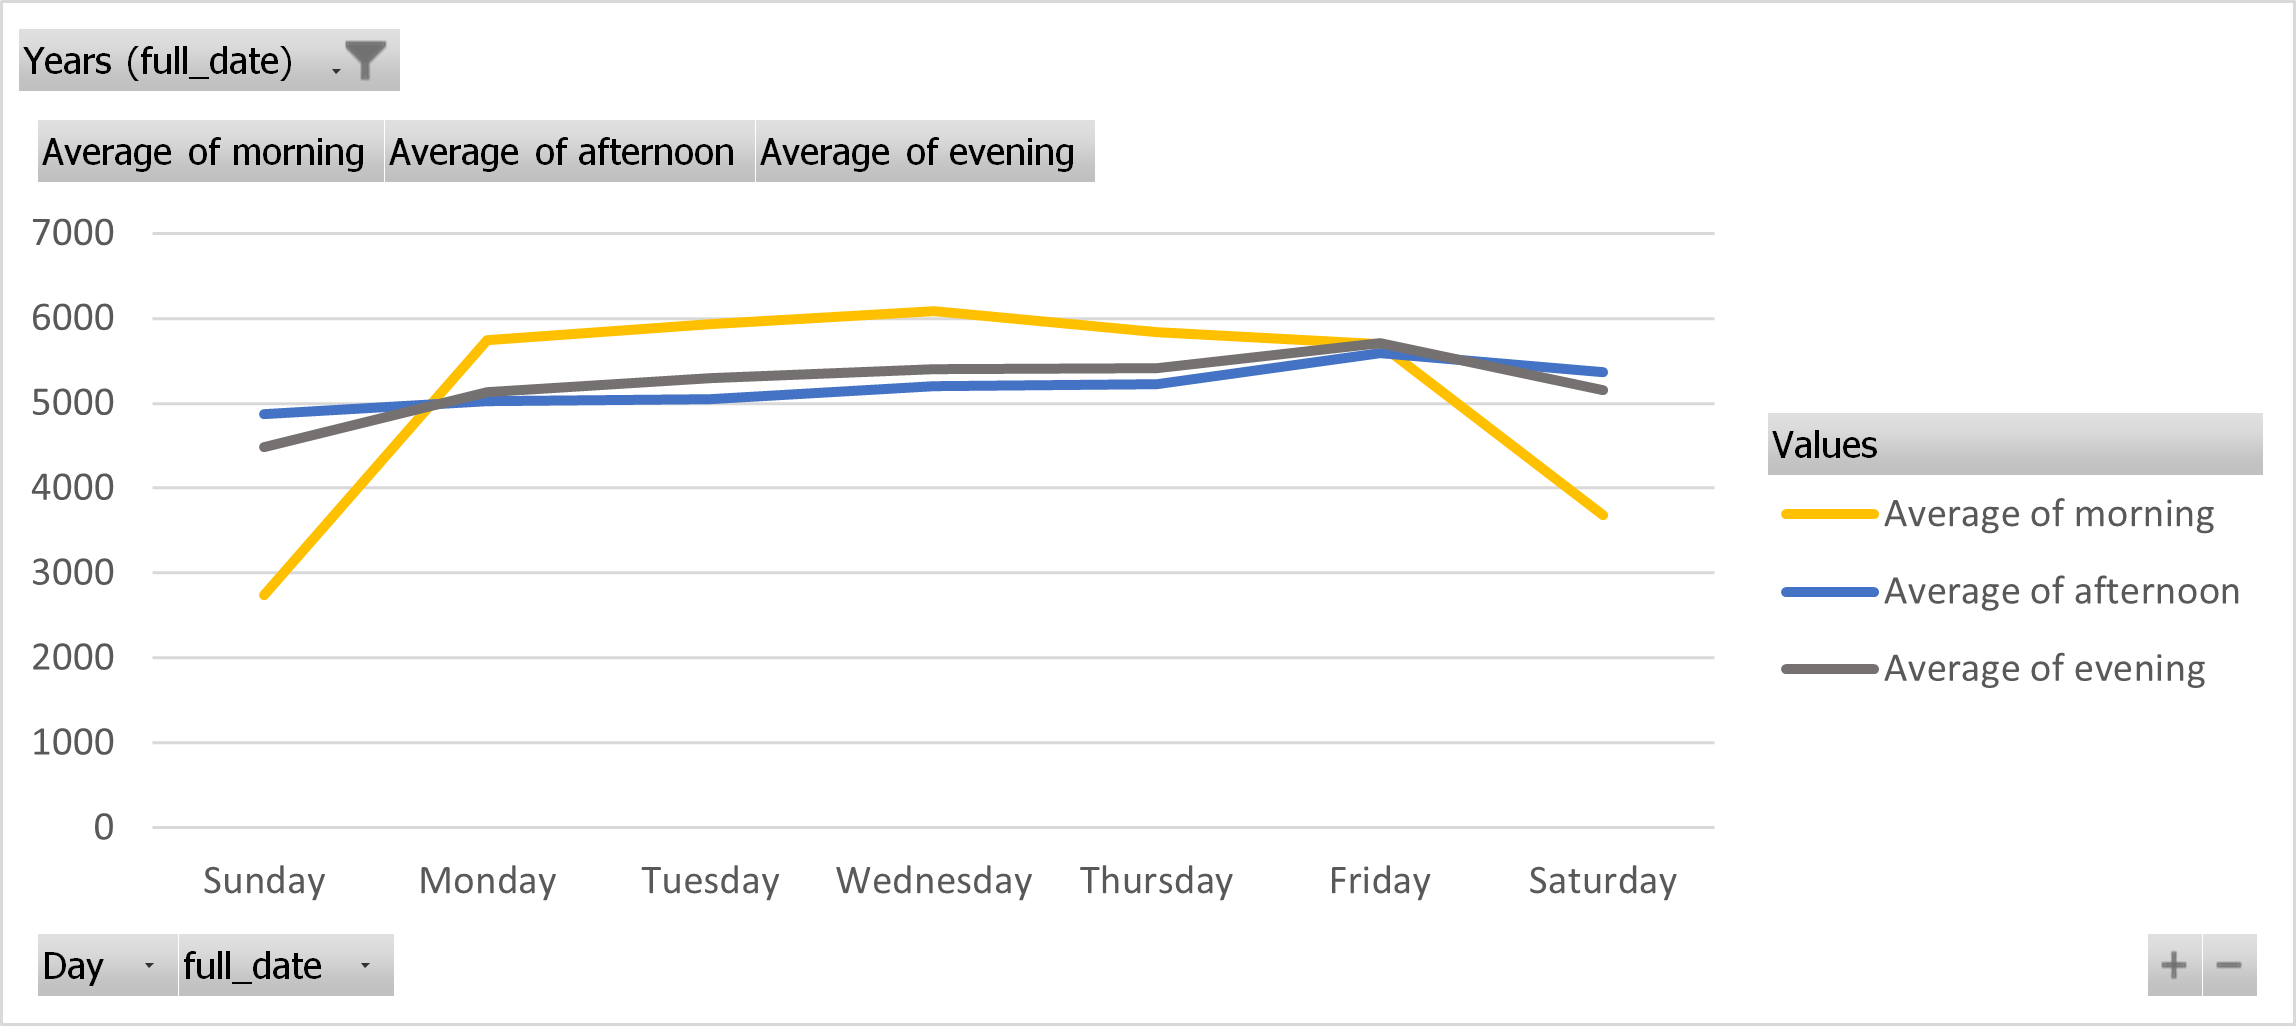 Years (full_date)
Average of morning Average of afternoon Average of evening
7000
6000
5000
4000
3000
2000
1000
0
Sunday Monday Tuesday Wednesday Thursday Friday Saturday
Values
Average of morning
Average of afternoon
Average of evening
Day full_date
+ −